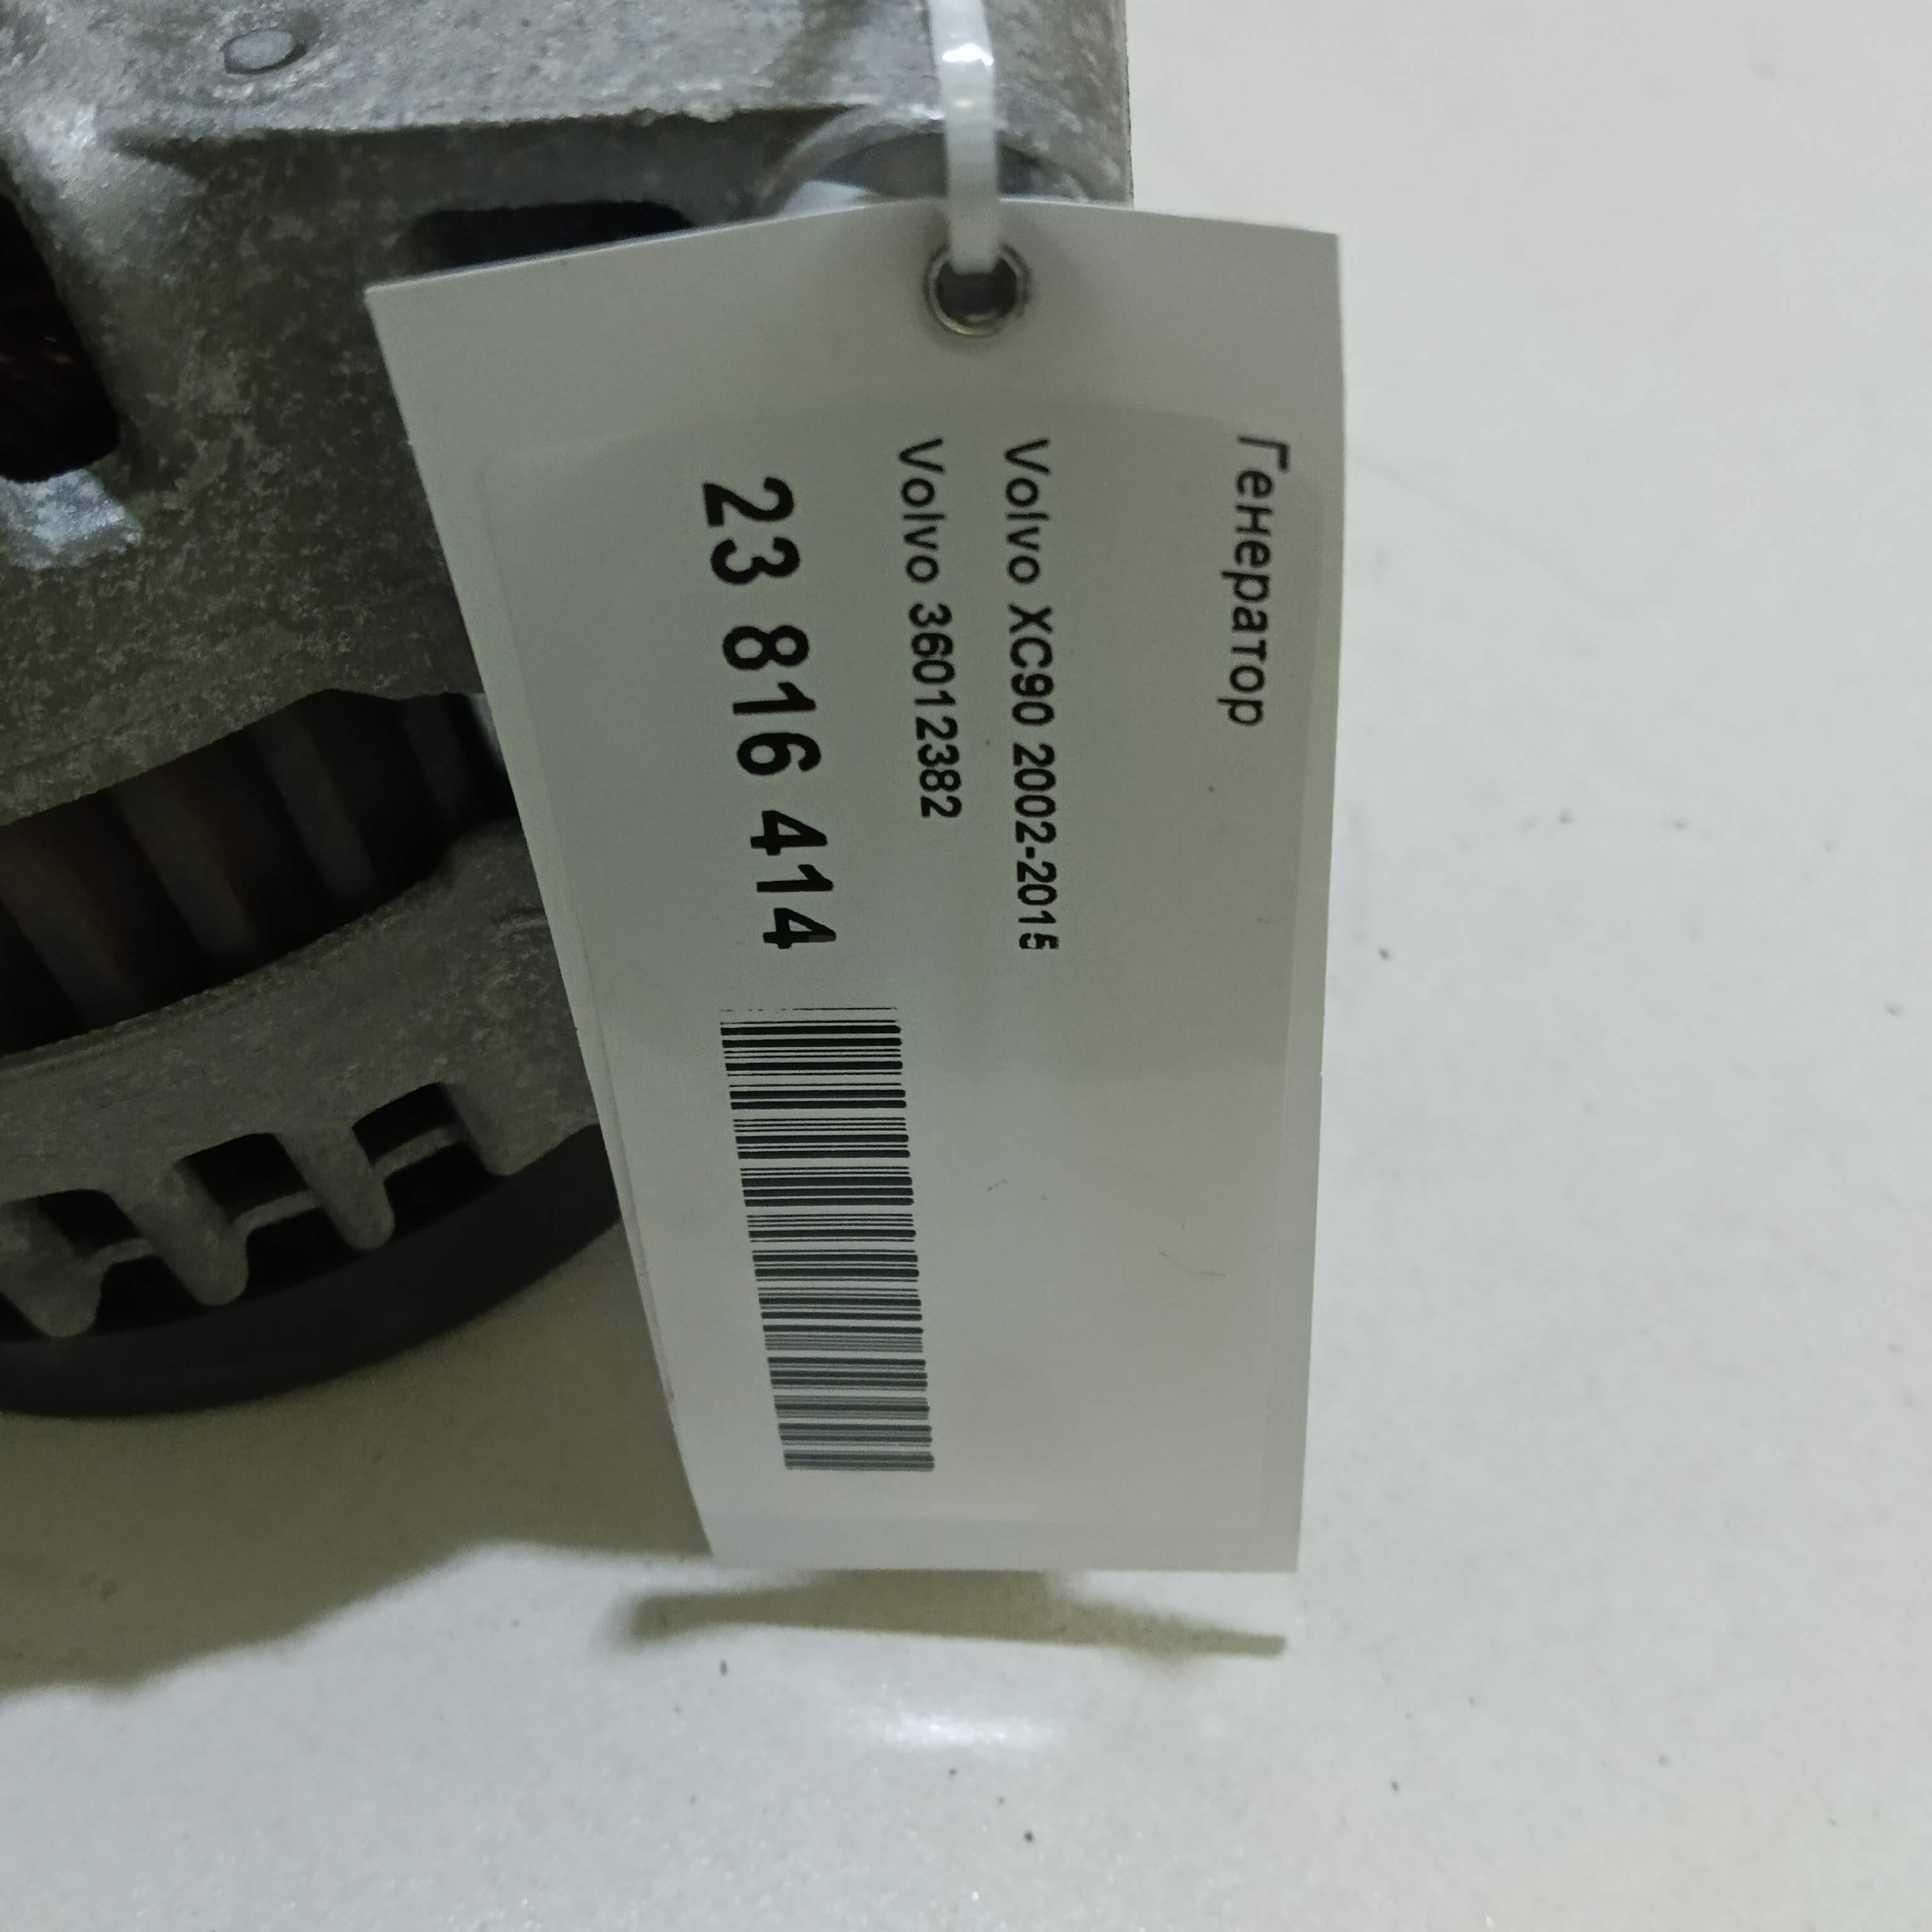 Генератор
Volvo XC90 2002-2015
Volvo 36012382
23 816 414